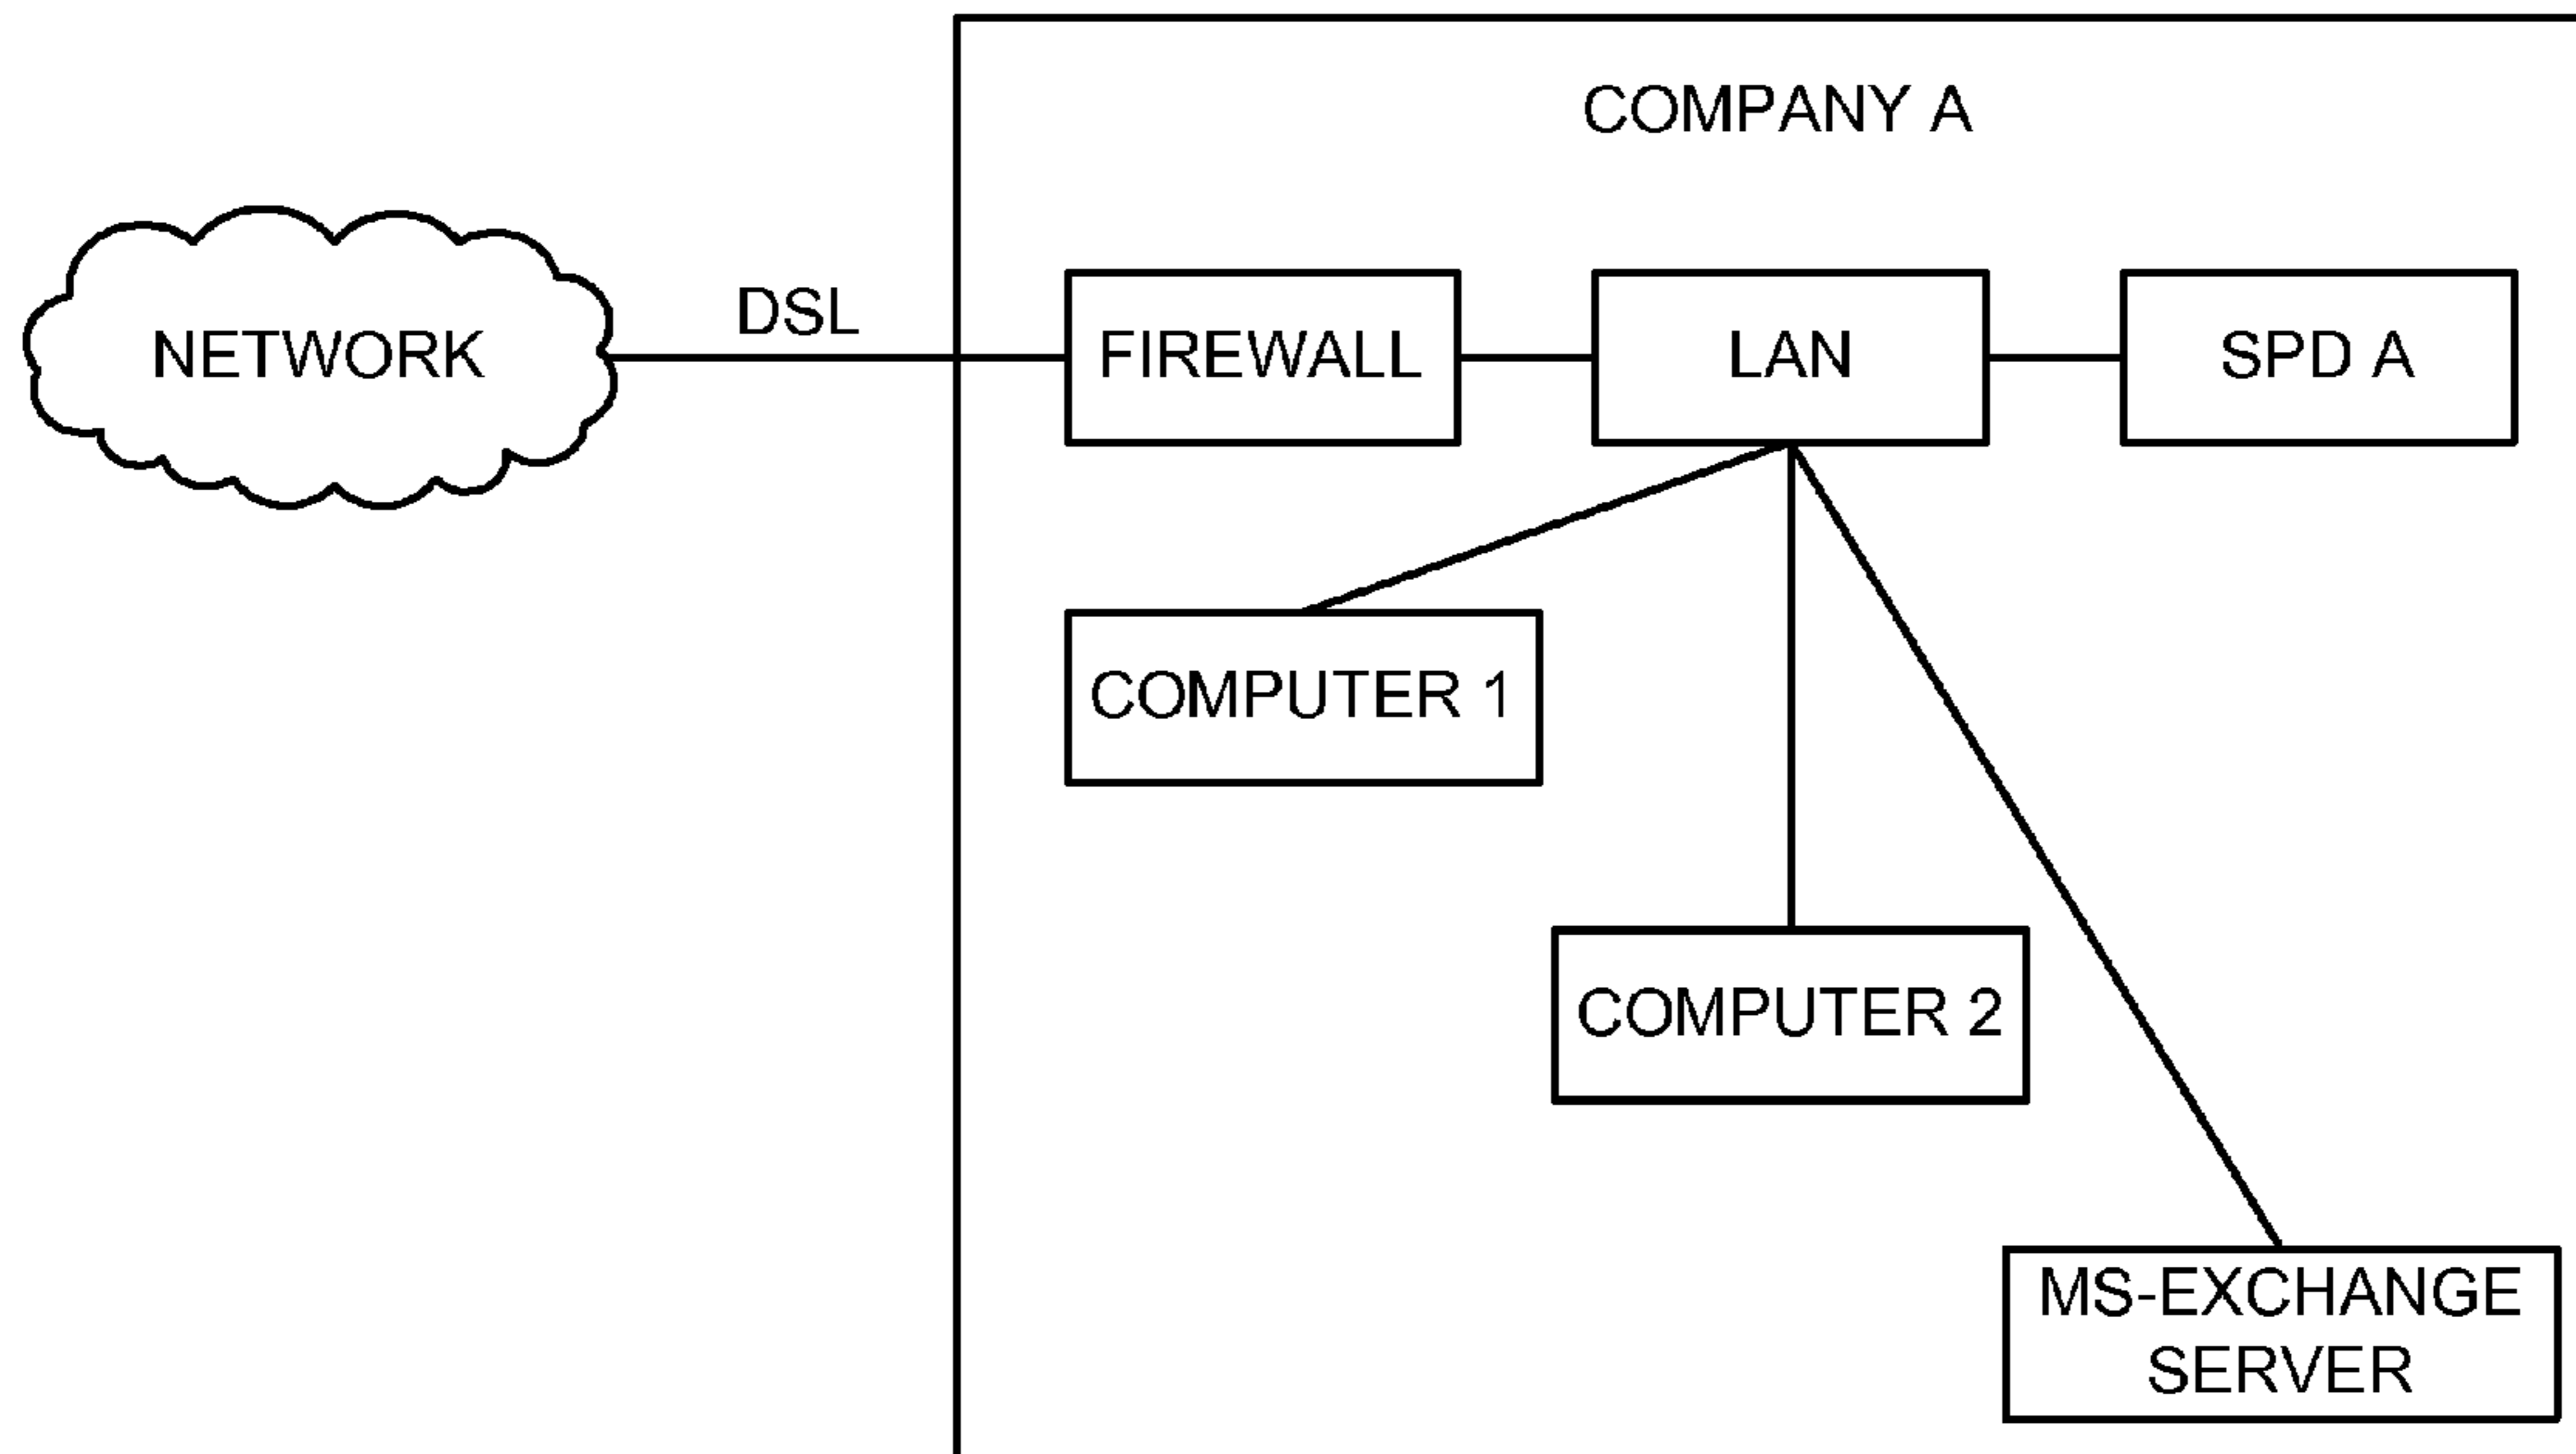 COMPANY A
DSL
NETWORK
FIREWALL
LAN
SPD A
COMPUTER 1
COMPUTER 2
MS-EXCHANGE
SERVER